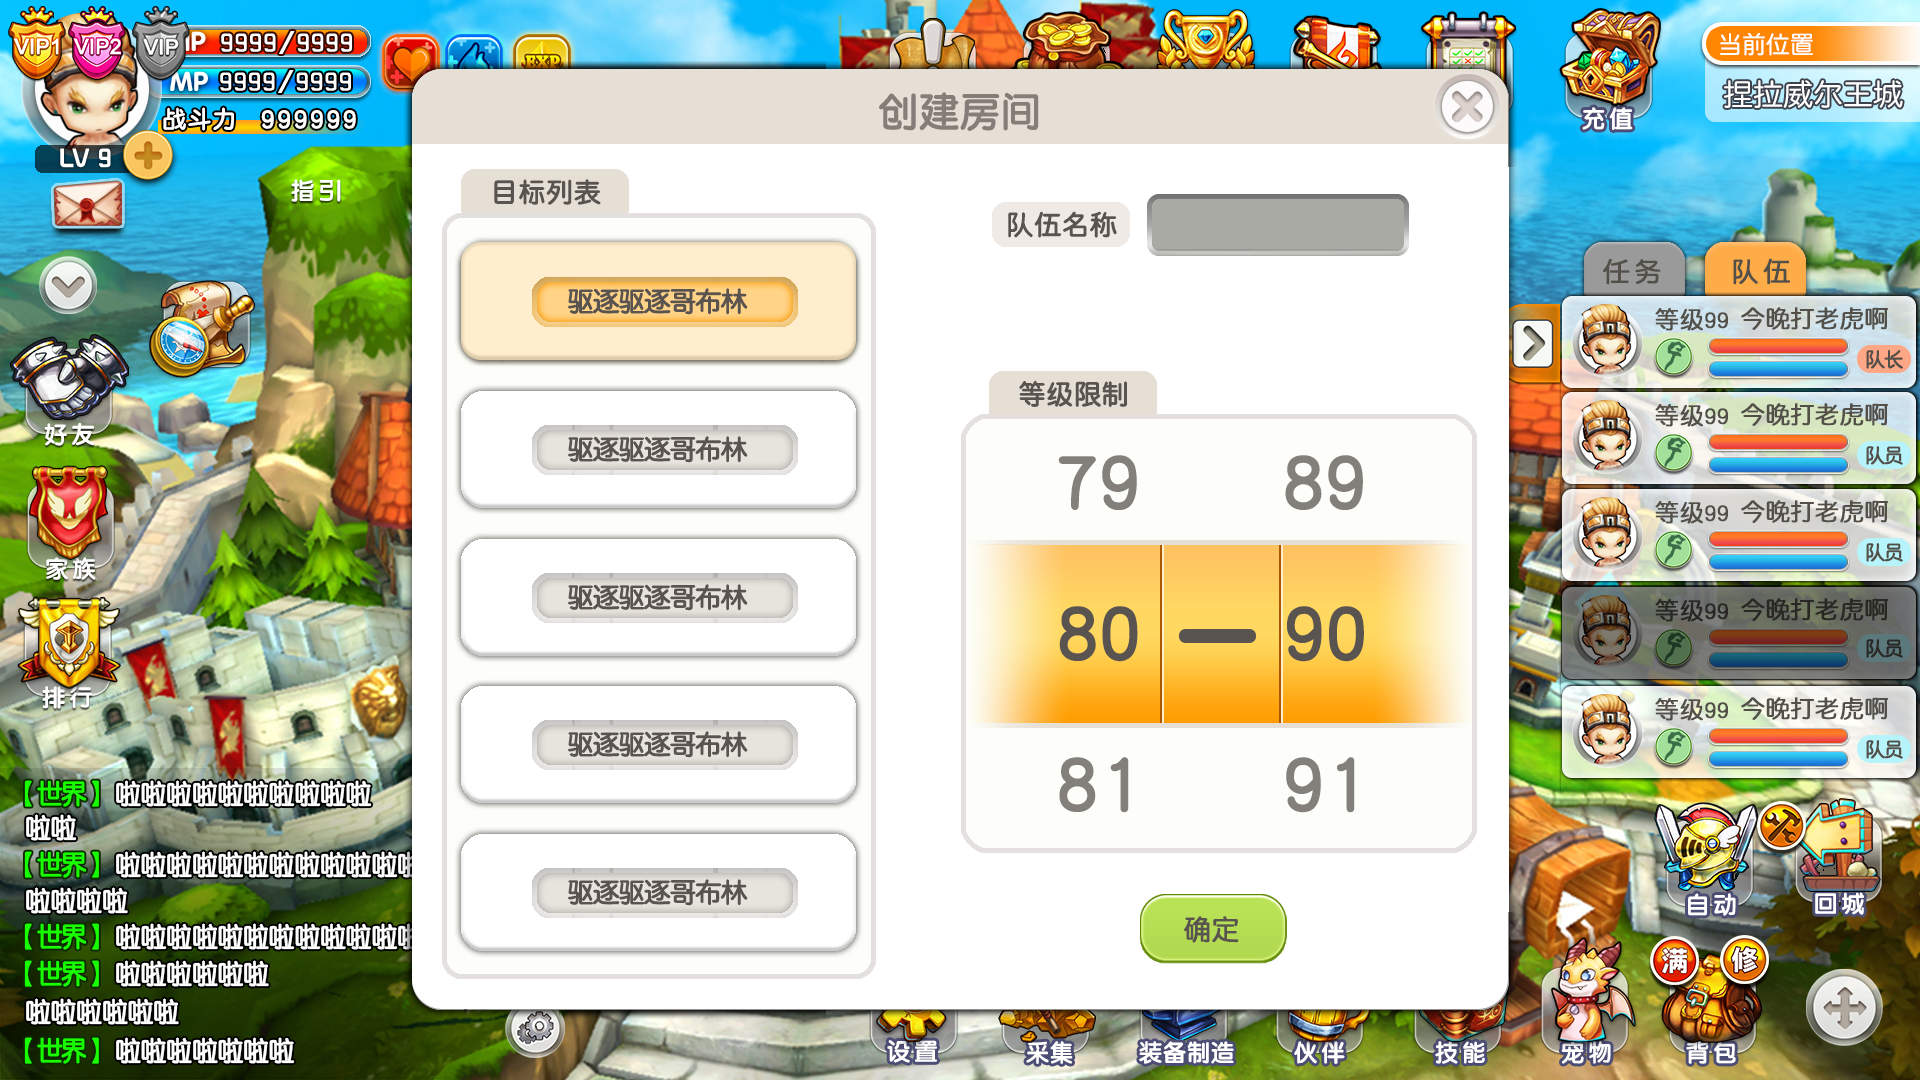 VIP1 VIP2 VIP
P 9999/9999
MP 9999/9999
战斗力 999999
LV 9
EXP
指引
充值
当前位置
捏拉威尔王城
创建房间
目标列表
驱逐驱逐哥布林
驱逐驱逐哥布林
驱逐驱逐哥布林
驱逐驱逐哥布林
驱逐驱逐哥布林
队伍名称
等级限制
79 89
80 — 90
81 91
确定
好友
家族
排行
任务 队伍
等级99 今晚打老虎啊
队长
等级99 今晚打老虎啊
队员
等级99 今晚打老虎啊
队员
等级99 今晚打老虎啊
队员
等级99 今晚打老虎啊
队员
自动 回城
满 修
【世界】啦啦啦啦啦啦啦啦啦啦
啦啦
【世界】啦啦啦啦啦啦啦啦啦啦啦
啦啦啦啦
【世界】啦啦啦啦啦啦啦啦啦啦啦
【世界】啦啦啦啦啦啦
啦啦啦啦啦啦
【世界】啦啦啦啦啦啦啦
设置 采集 装备制造 伙伴 技能 宠物 背包